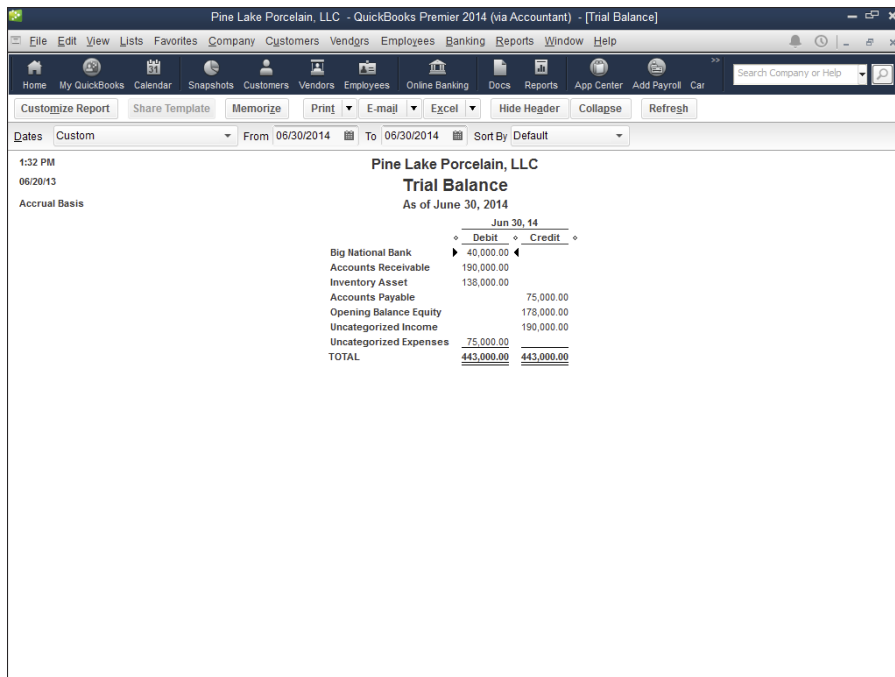 Pine Lake Porcelain, LLC - QuickBooks Premier 2014 (via Accountant) - [Trial Balance]
File Edit View Lists Favorites Company Customers Vendors Employees Banking Reports Window Help
Home My QuickBooks Calendar Snapshots Customers Vendors Employees Online Banking Docs Reports App Center Add Payroll Car >> Search Company or Help
Customize Report Share Template Memorize Print E-mail Excel Hide Header Collapse Refresh
Dates Custom From 06/30/2014 To 06/30/2014 Sort By Default
1:32 PM Pine Lake Porcelain, LLC
06/20/13 Trial Balance
Accrual Basis As of June 30, 2014
Jun 30, 14
Debit Credit
Big National Bank 40,000.00
Accounts Receivable 190,000.00
Inventory Asset 138,000.00
Accounts Payable 75,000.00
Opening Balance Equity 178,000.00
Uncategorized Income 190,000.00
Uncategorized Expenses 75,000.00
TOTAL 443,000.00 443,000.00